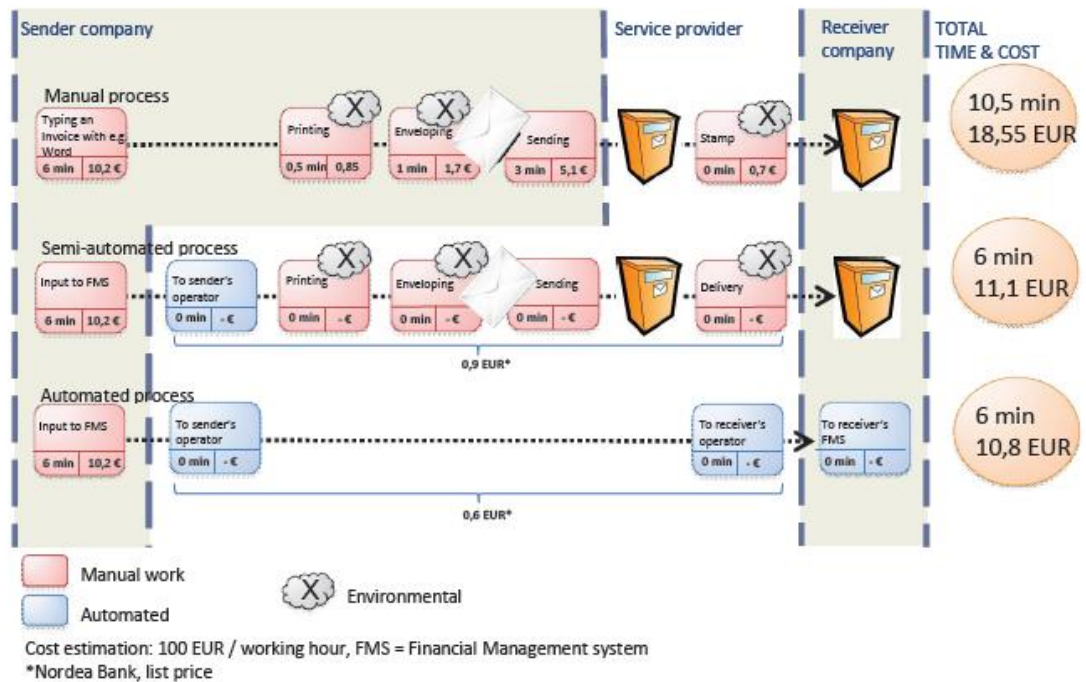 Sender company
Service provider
Receiver
company
TOTAL
TIME & COST
Manual process
Typing an
Invoice with e.g.
Word
6 min 10,2 €
Printing
X
0,5 min 0,85
Enveloping
X
1 min 1,7 €
Sending
3 min 5,1 €
Stamp
X
0 min 0,7 €
10,5 min
18,55 EUR
Semi-automated process
Input to FMS
6 min 10,2 €
To sender's
operator
0 min - €
Printing
X
0 min - €
Enveloping
X
0 min - €
Sending
0 min - €
Delivery
X
0 min - €
0,9 EUR*
6 min
11,1 EUR
Automated process
Input to FMS
6 min 10,2 €
To sender's
operator
0 min - €
To receiver's
operator
0 min - €
To receiver's
FMS
0 min - €
0,6 EUR*
6 min
10,8 EUR
Manual work
Automated
X Environmental
Cost estimation: 100 EUR / working hour, FMS = Financial Management system
*Nordea Bank, list price